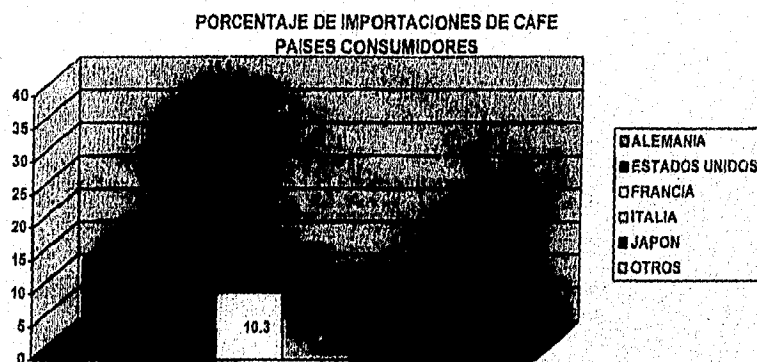 PORCENTAJE DE IMPORTACIONES DE CAFE
PAISES CONSUMIDORES
40
35
30
25
20
15
10
5
0
10.3
ALEMANIA
ESTADOS UNIDOS
FRANCIA
ITALIA
JAPON
OTROS